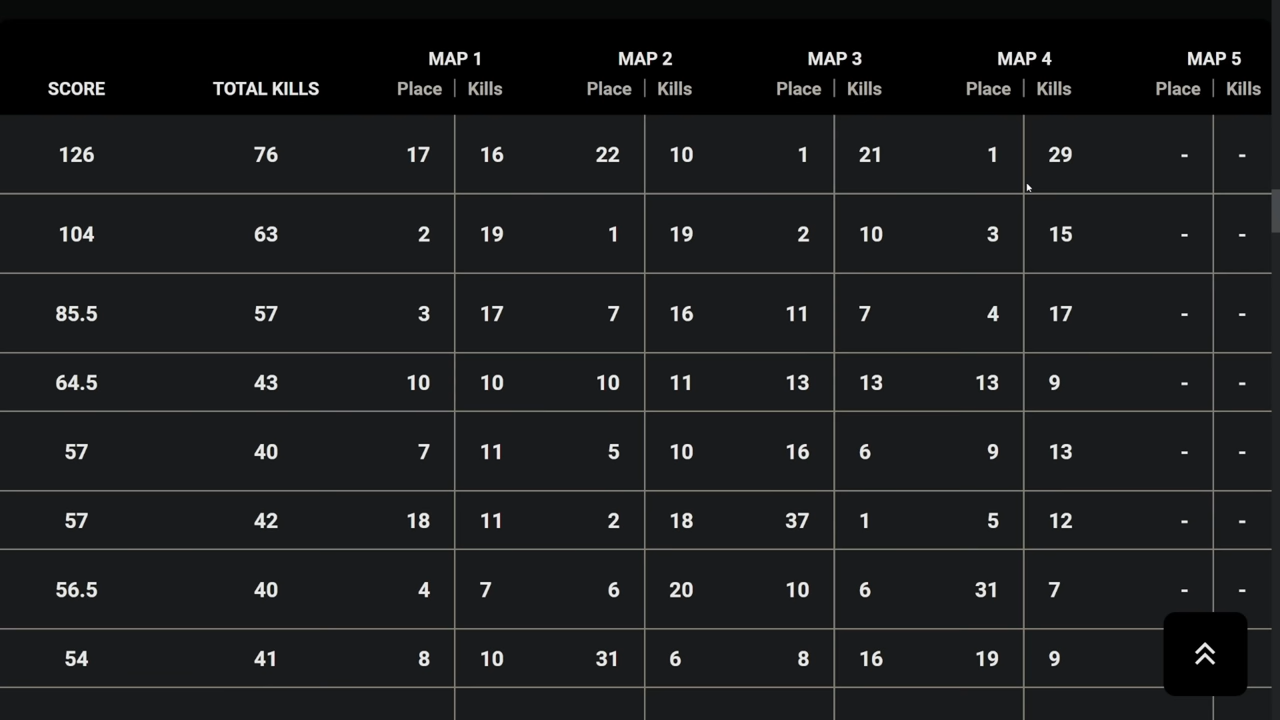 MAP 1 MAP 2 MAP 3 MAP 4 MAP 5
SCORE TOTAL KILLS Place | Kills Place | Kills Place | Kills Place | Kills Place | Kills
126 76 17 16 22 10 1 21 1 29 - -
104 63 2 19 1 19 2 10 3 15 - -
85.5 57 3 17 7 16 11 7 4 17 - -
64.5 43 10 10 10 11 13 13 13 9 - -
57 40 7 11 5 10 16 6 9 13 - -
57 42 18 11 2 18 37 1 5 12 - -
56.5 40 4 7 6 20 10 6 31 7 - -
54 41 8 10 31 6 8 16 19 9